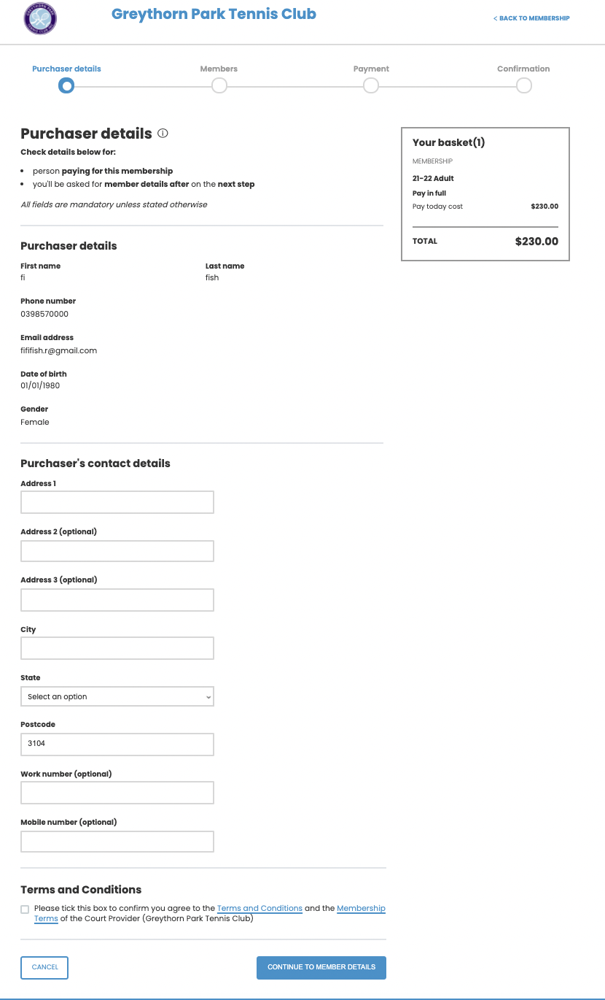 GREYTHORN PARK
TENNIS CLUB
Greythorn Park Tennis Club
< BACK TO MEMBERSHIP
Purchaser details
Members
Payment
Confirmation
Purchaser details
Check details below for:
• person paying for this membership
• you'll be asked for member details after on the next step
All fields are mandatory unless stated otherwise
Your basket(1)
MEMBERSHIP
21-22 Adult
Pay in full
Pay today cost $230.00
TOTAL $230.00
Purchaser details
First name Last name
fi fish
Phone number
0398570000
Email address
fififish.r@gmail.com
Date of birth
01/01/1980
Gender
Female
Purchaser's contact details
Address 1
Address 2 (optional)
Address 3 (optional)
City
State
Select an option
Postcode
3104
Work number (optional)
Mobile number (optional)
Terms and Conditions
Please tick this box to confirm you agree to the Terms and Conditions and the Membership
Terms of the Court Provider (Greythorn Park Tennis Club)
CANCEL
CONTINUE TO MEMBER DETAILS